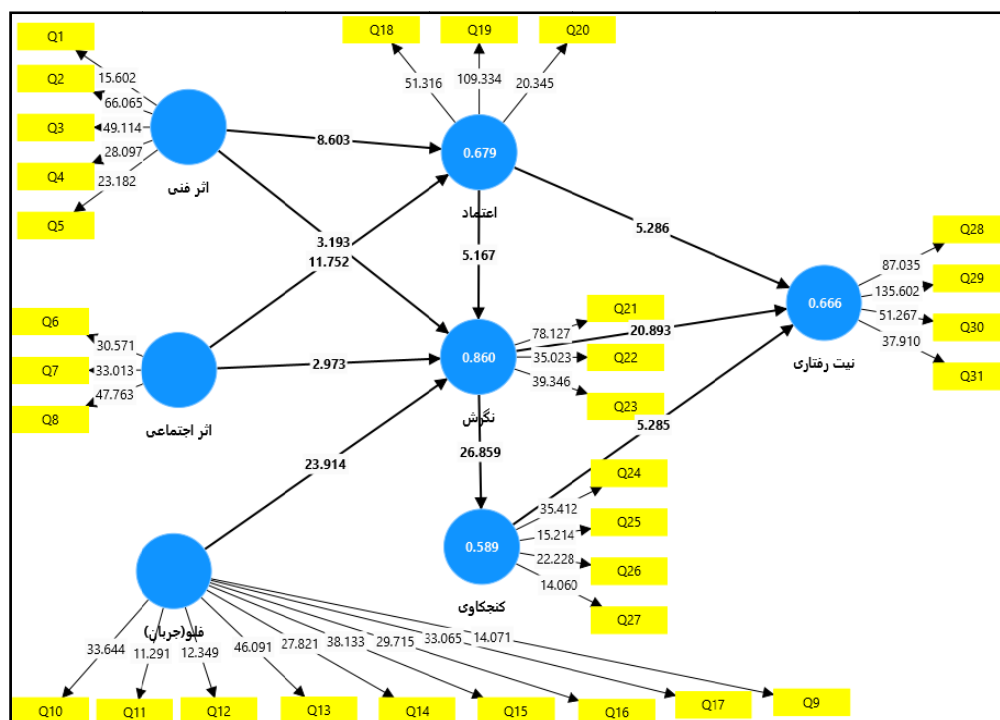 Q18
Q19
Q20
Q1
Q2
Q3
Q4
Q5
15.602
66.065
49.114
28.097
23.182
اثر فنی
51.316
109.334
20.345
8.603
0.679
اعتماد
3.193
11.752
5.167
5.286
Q28
Q29
Q30
Q31
87.035
135.602
51.267
37.910
0.666
نیت رفتاری
Q6
Q7
Q8
30.571
33.013
47.763
اثر اجتماعی
2.973
0.860
نگرش
Q21
Q22
Q23
78.127
35.023
39.346
20.893
23.914
26.859
5.285
0.589
کنجکاوی
Q24
Q25
Q26
Q27
35.412
15.214
22.228
14.060
فلو(جریان)
33.644
11.291
12.349
46.091
27.821
38.133
29.715
33.065
14.071
Q10
Q11
Q12
Q13
Q14
Q15
Q16
Q17
Q9